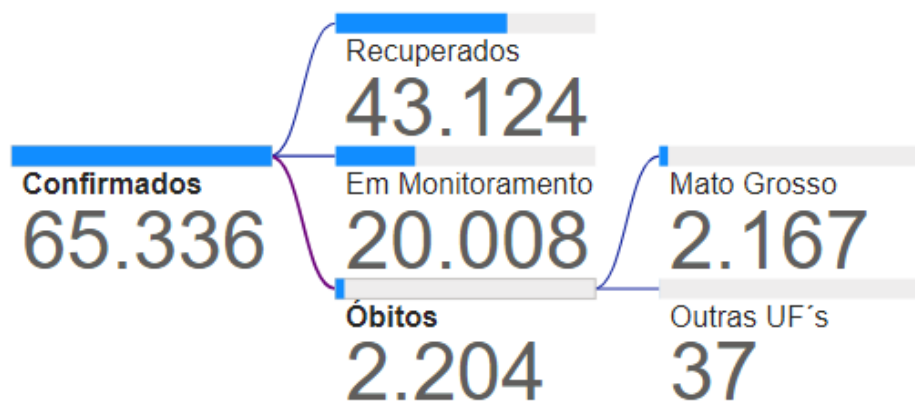 Recuperados
43.124
Confirmados
65.336
Em Monitoramento
20.008
Óbitos
2.204
Mato Grosso
2.167
Outras UF´s
37